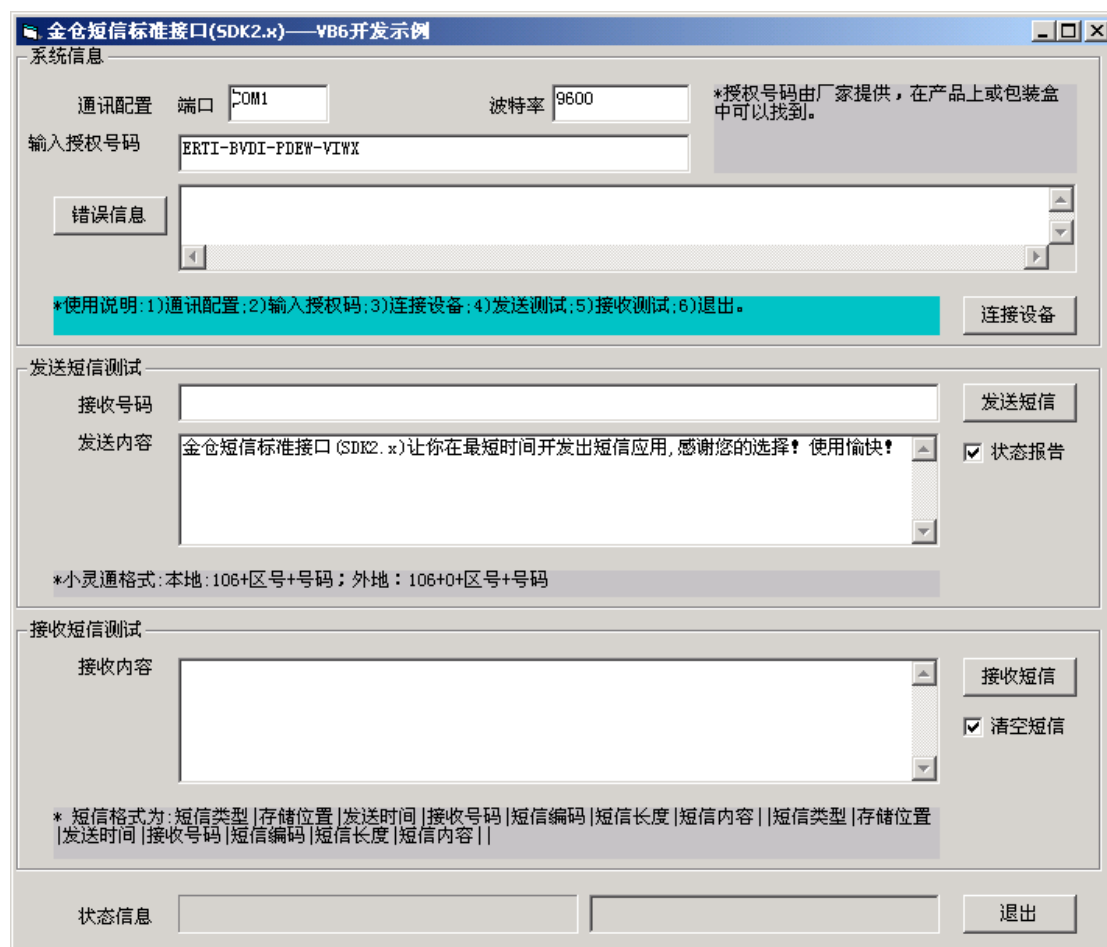 金仓短信标准接口(SDK2.x)——VB6开发示例
系统信息
通讯配置 端口 COM1 波特率 9600
*授权号码由厂家提供，在产品上或包装盒
中可以找到。
输入授权号码 ERTI-BVDI-PDEW-VIWX
错误信息
*使用说明:1)通讯配置;2)输入授权码;3)连接设备;4)发送测试;5)接收测试;6)退出。
连接设备
发送短信测试
接收号码
发送短信
发送内容 金仓短信标准接口(SDK2.x)让你在最短时间开发出短信应用,感谢您的选择! 使用愉快!
状态报告
*小灵通格式:本地:106+区号+号码；外地：106+0+区号+号码
接收短信测试
接收内容
接收短信
清空短信
* 短信格式为:短信类型|存储位置|发送时间|接收号码|短信编码|短信长度|短信内容||短信类型|存储位置
|发送时间|接收号码|短信编码|短信长度|短信内容||
状态信息
退出